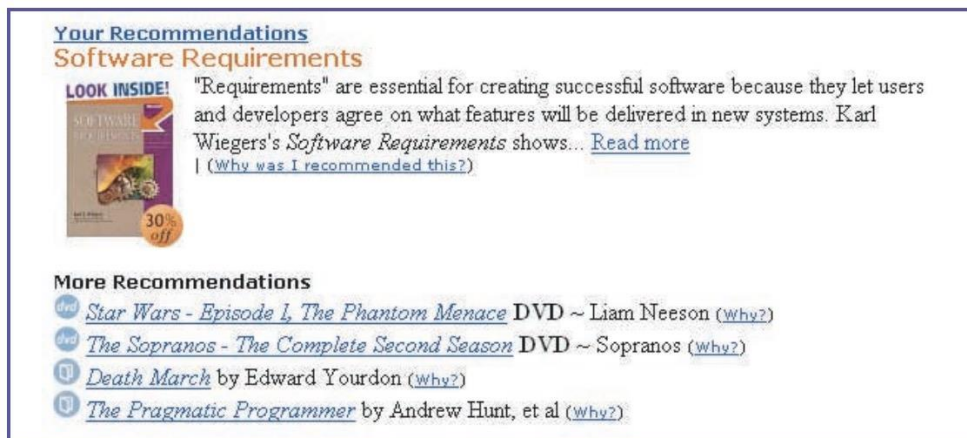 Your Recommendations
Software Requirements
LOOK INSIDE!
SOFTWARE
REQUIREMENTS
30%
off
"Requirements" are essential for creating successful software because they let users
and developers agree on what features will be delivered in new systems. Karl
Wiegers's Software Requirements shows... Read more
| (Why was I recommended this?)
More Recommendations
dvd Star Wars - Episode I, The Phantom Menace DVD ~ Liam Neeson (Why?)
dvd The Sopranos - The Complete Second Season DVD ~ Sopranos (Why?)
Death March by Edward Yourdon (Why?)
The Pragmatic Programmer by Andrew Hunt, et al (Why?)